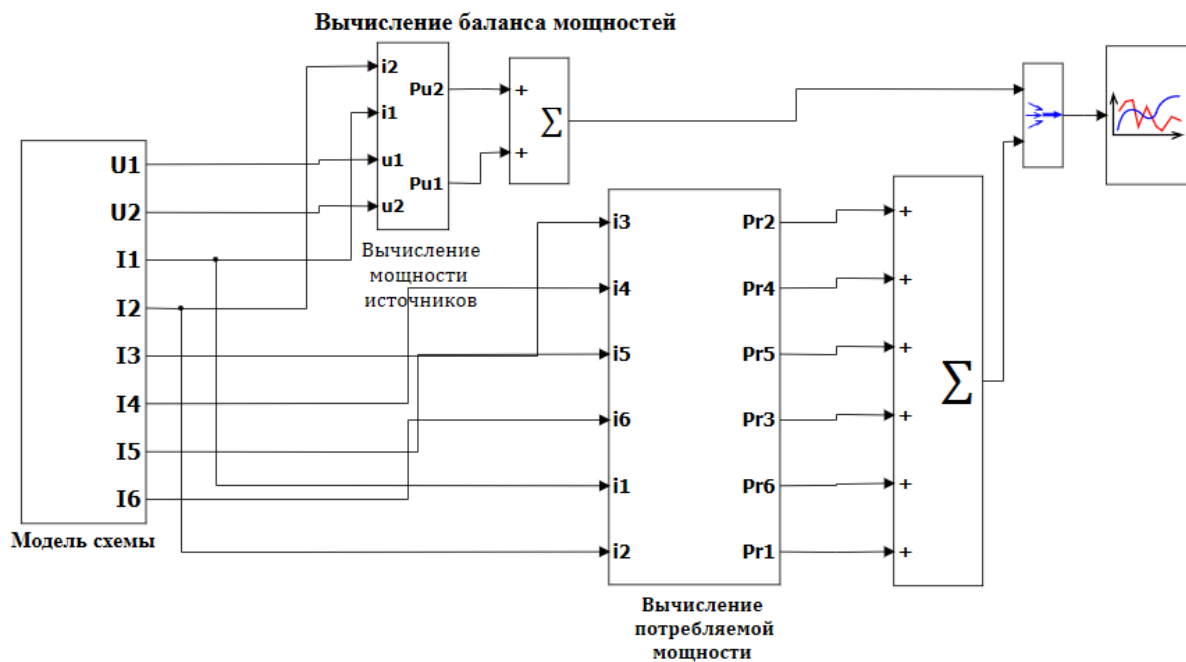 Вычисление баланса мощностей
i2
i1
u1
u2
Pu2
Pu1
+
+
∑
Вычисление
мощности
источников
U1
U2
I1
I2
I3
I4
I5
I6
Модель схемы
i3
i4
i5
i6
i1
i2
Pr2
Pr4
Pr5
Pr3
Pr6
Pr1
Вычисление
потребляемой
мощности
+
+
+
+
+
+
∑